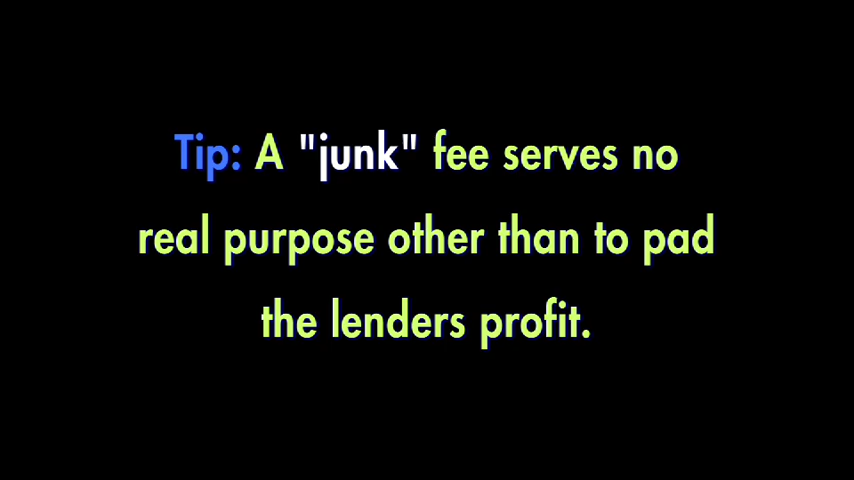 Tip: A "junk" fee serves no
real purpose other than to pad
the lenders profit.